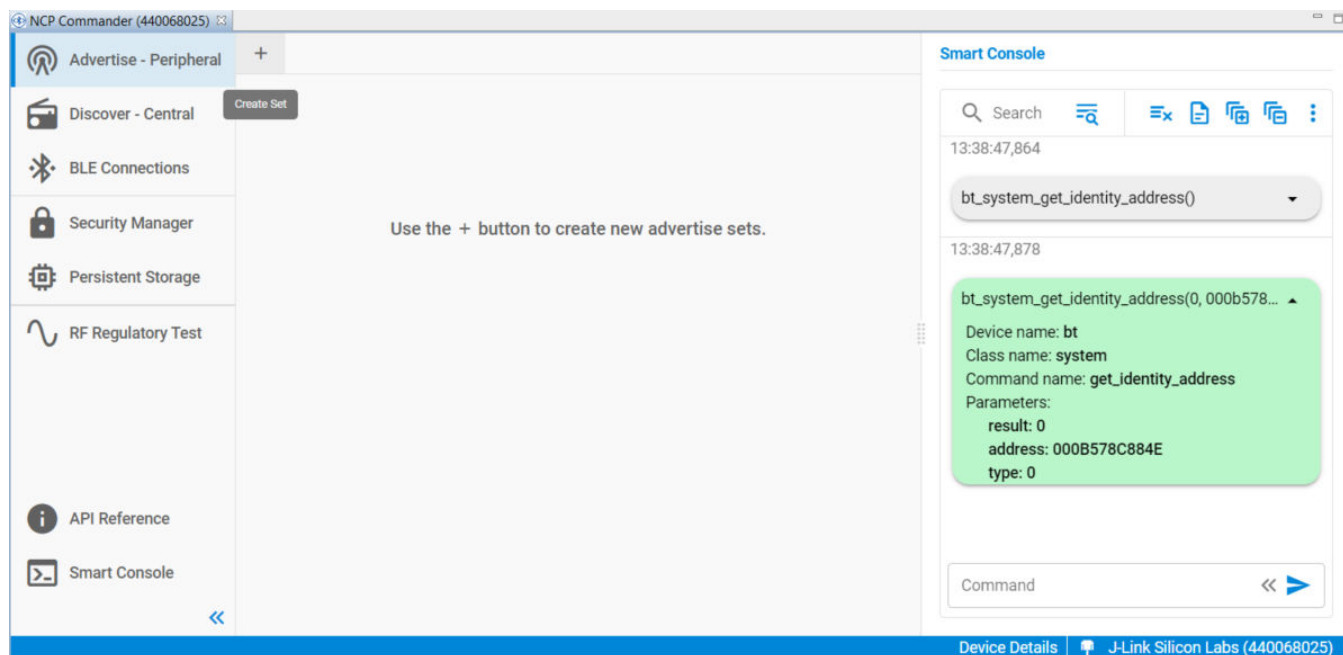 NCP Commander (440068025)
Advertise - Peripheral
+
Create Set
Discover - Central
BLE Connections
Security Manager
Persistent Storage
RF Regulatory Test
API Reference
Smart Console
Use the + button to create new advertise sets.
Smart Console
Search
13:38:47,864
bt_system_get_identity_address()
13:38:47,878
bt_system_get_identity_address(0, 000b578...
Device name: bt
Class name: system
Command name: get_identity_address
Parameters:
result: 0
address: 000B578C884E
type: 0
Command
Device Details
J-Link Silicon Labs (440068025)